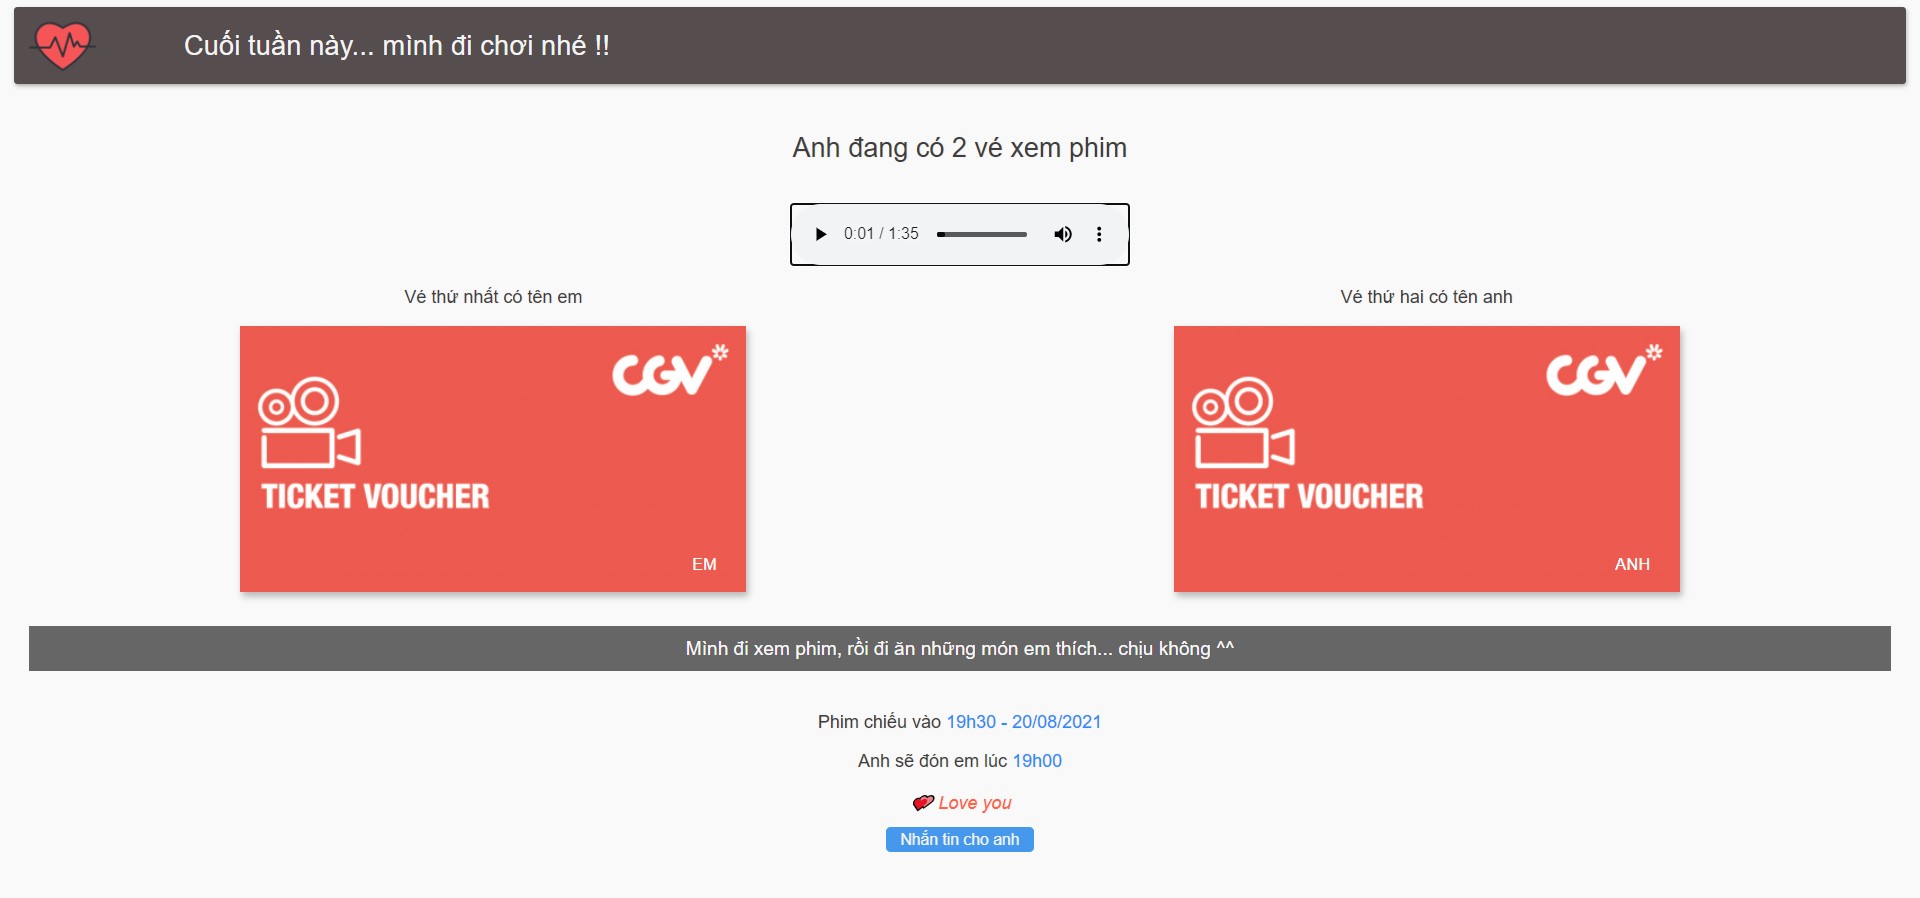 Cuối tuần này... mình đi chơi nhé !!
Anh đang có 2 vé xem phim
0:01 / 1:35
Vé thứ nhất có tên em
CGV*
TICKET VOUCHER
EM
Vé thứ hai có tên anh
CGV*
TICKET VOUCHER
ANH
Mình đi xem phim, rồi đi ăn những món em thích... chịu không ^^
Phim chiếu vào 19h30 - 20/08/2021
Anh sẽ đón em lúc 19h00
Love you
Nhắn tin cho anh